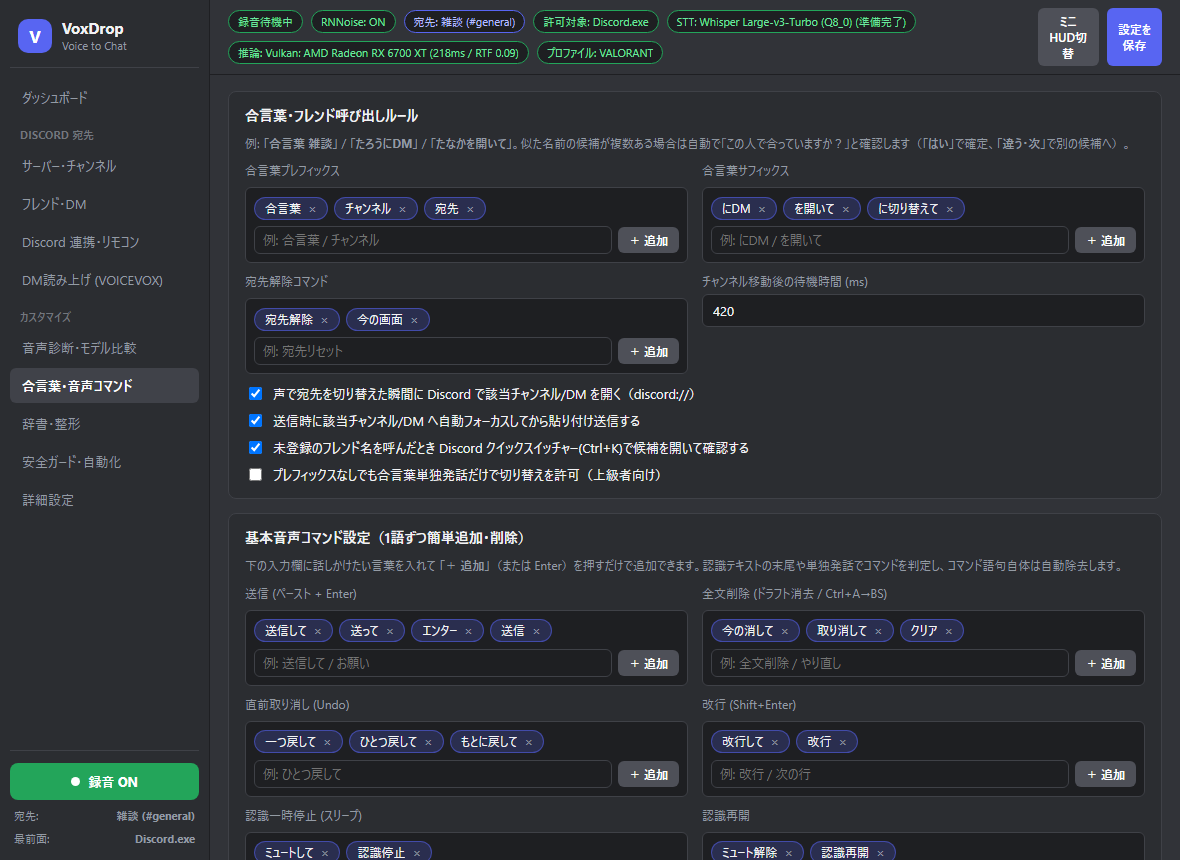 V
VoxDrop
Voice to Chat
ダッシュボード
DISCORD 宛先
サーバー・チャンネル
フレンド・DM
Discord 連携・リモコン
DM読み上げ (VOICEVOX)
カスタマイズ
音声診断・モデル比較
合言葉・音声コマンド
辞書・整形
安全ガード・自動化
詳細設定
● 録音 ON
宛先: 雑談 (#general)
最前面: Discord.exe
録音待機中 RNNoise: ON 宛先: 雑談 (#general) 許可対象: Discord.exe STT: Whisper Large-v3-Turbo (Q8_0) (準備完了)
推論: Vulkan: AMD Radeon RX 6700 XT (218ms / RTF 0.09) プロファイル: VALORANT
ミニ
HUD切
替
設定を
保存
合言葉・フレンド呼び出しルール
例: 「合言葉 雑談」 / 「たろうにDM」 / 「たなかを開いて」。似た名前の候補が複数ある場合は自動で「この人で合っていますか？」と確認します（「はい」で確定、「違う・次」で別の候補へ）。
合言葉プレフィックス
合言葉 × チャンネル × 宛先 ×
例: 合言葉 / チャンネル
+ 追加
合言葉サフィックス
にDM × を開いて × に切り替えて ×
例: にDM / を開いて
+ 追加
宛先解除コマンド
宛先解除 × 今の画面 ×
例: 宛先リセット
+ 追加
チャンネル移動後の待機時間 (ms)
420
声で宛先を切り替えた瞬間に Discord で該当チャンネル/DM を開く（discord://）
送信時に該当チャンネル/DM へ自動フォーカスしてから貼り付け送信する
未登録のフレンド名を呼んだとき Discord クイックスイッチャー(Ctrl+K)で候補を開いて確認する
プレフィックスなしでも合言葉単独発話だけで切り替えを許可（上級者向け）
基本音声コマンド設定（1語ずつ簡単追加・削除）
下の入力欄に話しかけたい言葉を入れて「＋ 追加」（または Enter）を押すだけで追加できます。認識テキストの末尾や単独発話でコマンドを判定し、コマンド語句自体は自動除去します。
送信 (ペースト + Enter)
送信して × 送って × エンター × 送信 ×
例: 送信して / お願い
+ 追加
全文削除 (ドラフト消去 / Ctrl+A→BS)
今の消して × 取り消して × クリア ×
例: 全文削除 / やり直し
+ 追加
直前取り消し (Undo)
一つ戻して × ひとつ戻して × もとに戻して ×
例: ひとつ戻して
+ 追加
改行 (Shift+Enter)
改行して × 改行 ×
例: 改行 / 次の行
+ 追加
認識一時停止 (スリープ)
ミュートして × 認識停止 ×
認識再開
ミュート解除 × 認識再開 ×